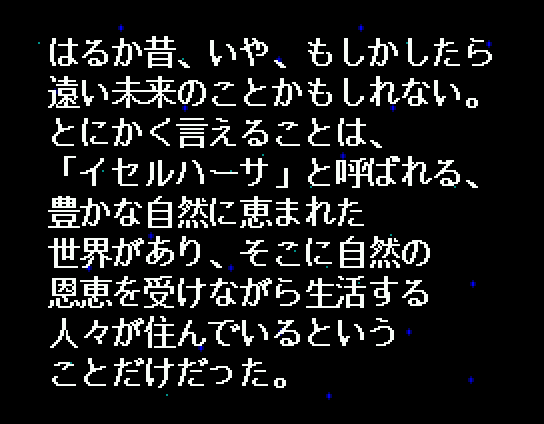 はるか昔、いや、もしかしたら
遠い未来のことかもしれない。
とにかく言えることは、
「イセルハーサ」と呼ばれる、
豊かな自然に恵まれた
世界があり、そこに自然の
恩恵を受けながら生活する
人々が住んでいるという
ことだけだった。